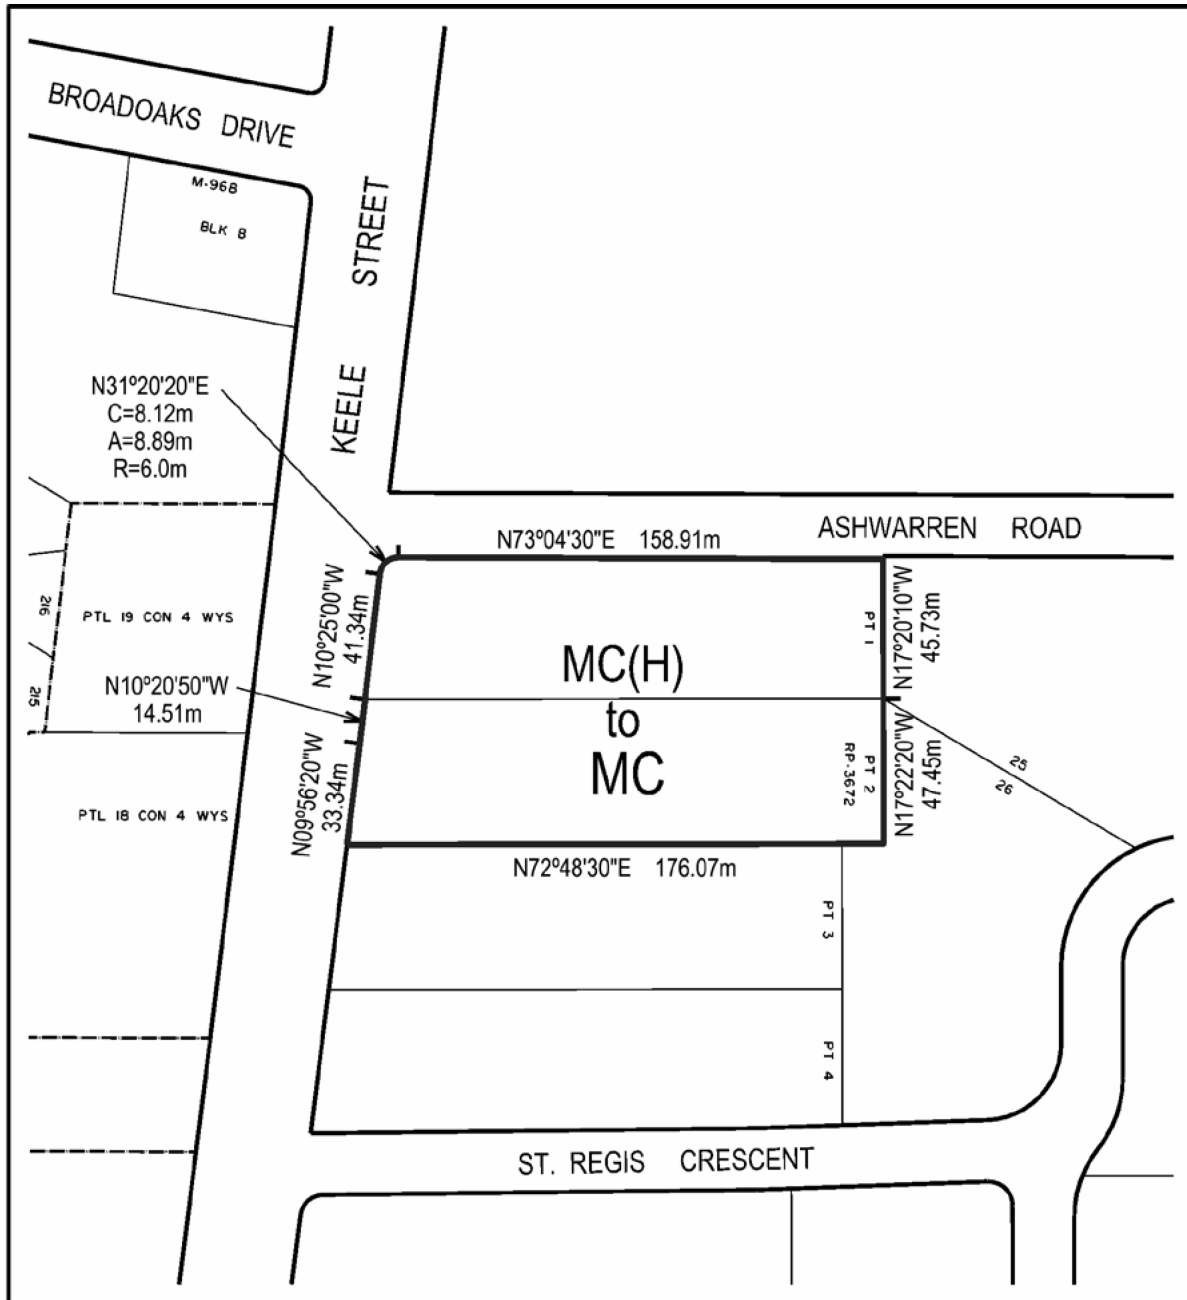 BROADOAKS DRIVE
M-968
BLK 8
KEELE STREET
N31º20'20"E
C=8.12m
A=8.89m
R=6.0m
N73º04'30"E 158.91m
ASHWARREN ROAD
N10º25'00"W
41.34m
216
PTL 19 CON 4 WYS
215
N10º20'50"W
14.51m
MC(H)
to
MC
PT 1
N17º20'10"W
45.73m
N09º56'20"W
33.34m
PT 2
RP-3672
N17º22'20"W
47.45m
25
26
PTL 18 CON 4 WYS
N72º48'30"E 176.07m
PT 3
PT 4
ST. REGIS CRESCENT